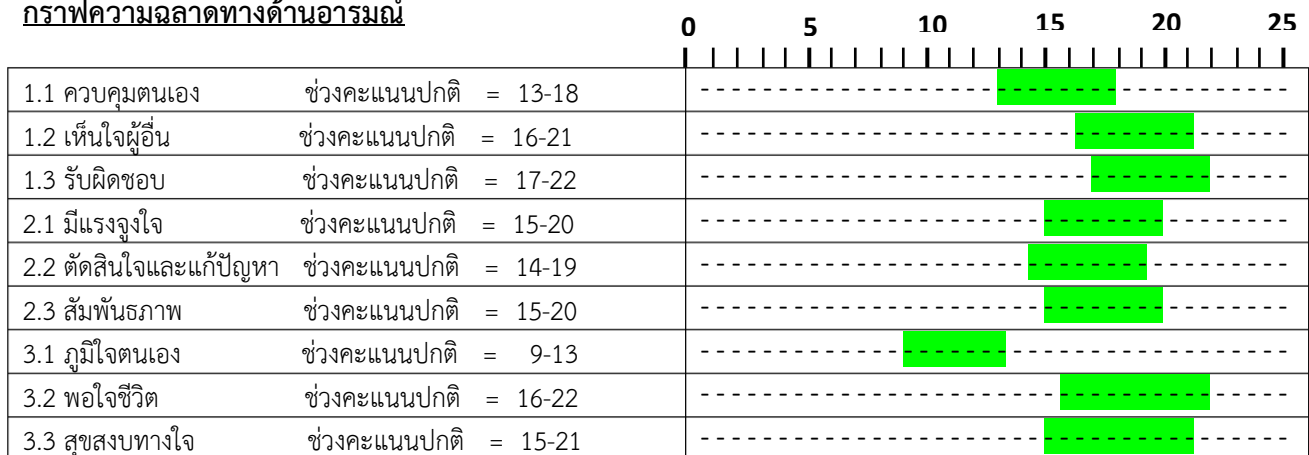 กราฟความฉลาดทางด้านอารมณ์
0 5 10 15 20 25
1.1 ควบคุมตนเอง ช่วงคะแนนปกติ = 13-18
1.2 เห็นใจผู้อื่น ช่วงคะแนนปกติ = 16-21
1.3 รับผิดชอบ ช่วงคะแนนปกติ = 17-22
2.1 มีแรงจูงใจ ช่วงคะแนนปกติ = 15-20
2.2 ตัดสินใจและแก้ปัญหา ช่วงคะแนนปกติ = 14-19
2.3 สัมพันธภาพ ช่วงคะแนนปกติ = 15-20
3.1 ภูมิใจตนเอง ช่วงคะแนนปกติ = 9-13
3.2 พอใจชีวิต ช่วงคะแนนปกติ = 16-22
3.3 สุขสงบทางใจ ช่วงคะแนนปกติ = 15-21